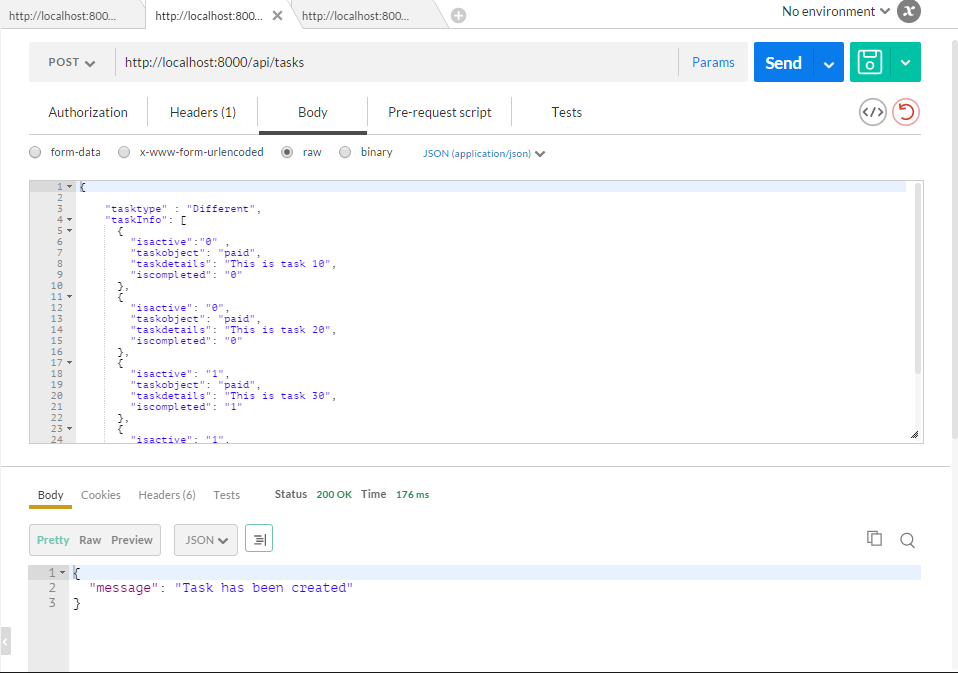 http://localhost:800... http://localhost:800... http://localhost:800... No environment
POST http://localhost:8000/api/tasks Params Send
Authorization Headers (1) Body Pre-request script Tests
form-data x-www-form-urlencoded raw binary JSON (application/json)
1 {
2
3 "tasktype" : "Different",
4 "taskInfo": [
5 {
6 "isactive":"0" ,
7 "taskobject": "paid",
8 "taskdetails": "This is task 10",
9 "iscompleted": "0"
10 },
11 {
12 "isactive": "0",
13 "taskobject": "paid",
14 "taskdetails": "This is task 20",
15 "iscompleted": "0"
16 },
17 {
18 "isactive": "1",
19 "taskobject": "paid",
20 "taskdetails": "This is task 30",
21 "iscompleted": "1"
22 },
23 {
24 "isactive": "1",
Body Cookies Headers (6) Tests Status 200 OK Time 176 ms
Pretty Raw Preview JSON
1 {
2 "message": "Task has been created"
3 }